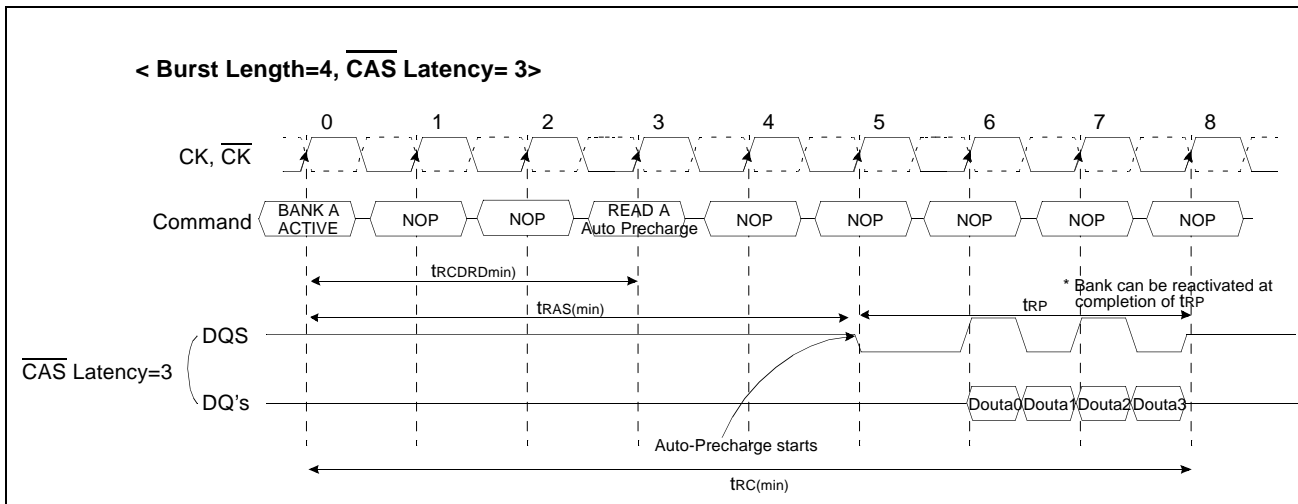 < Burst Length=4, CAS Latency= 3>
0 1 2 3 4 5 6 7 8
CK, CK
Command BANK A ACTIVE NOP NOP READ A Auto Precharge NOP NOP NOP NOP NOP
tRCDRDmin)
tRAS(min)
tRP
* Bank can be reactivated at
completion of tRP
DQS
CAS Latency=3
DQ's
Douta0 Douta1 Douta2 Douta3
Auto-Precharge starts
tRC(min)